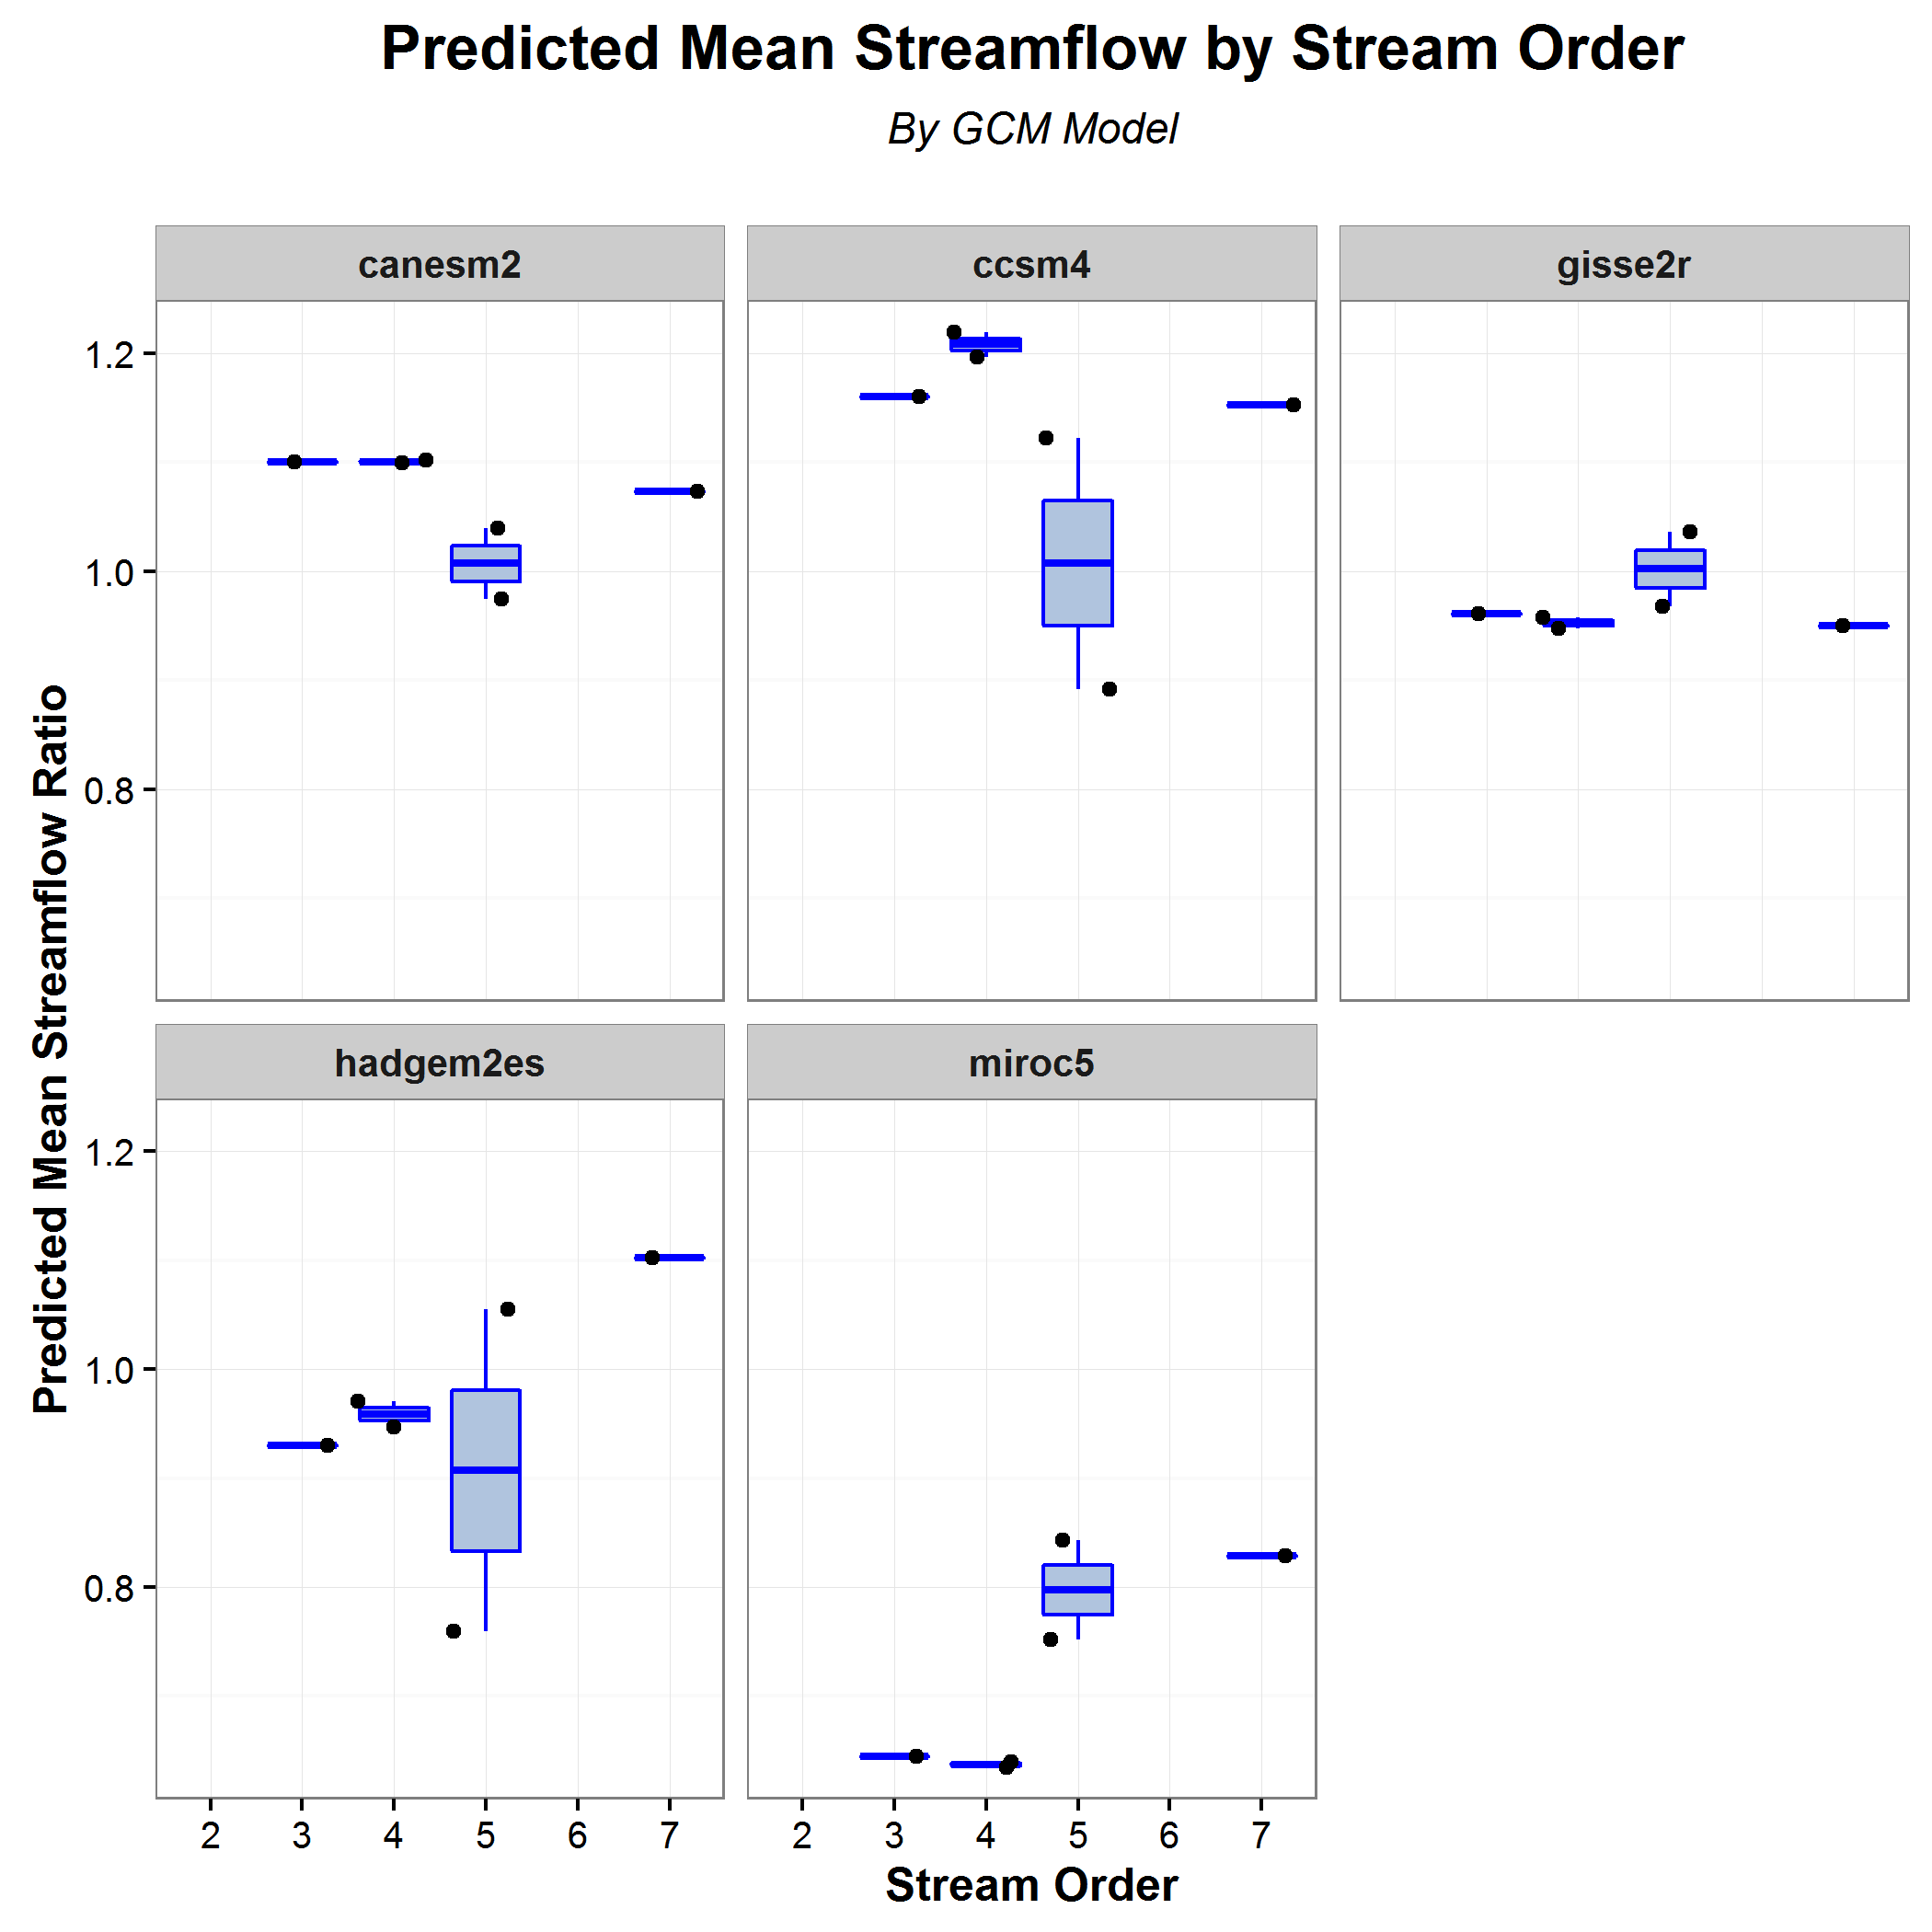 Predicted Mean Streamflow by Stream Order
By GCM Model
canesm2
ccsm4
gisse2r
1.2
1.0
0.8
Predicted Mean Streamflow Ratio
hadgem2es
miroc5
1.2
1.0
0.8
2 3 4 5 6 7
2 3 4 5 6 7
Stream Order